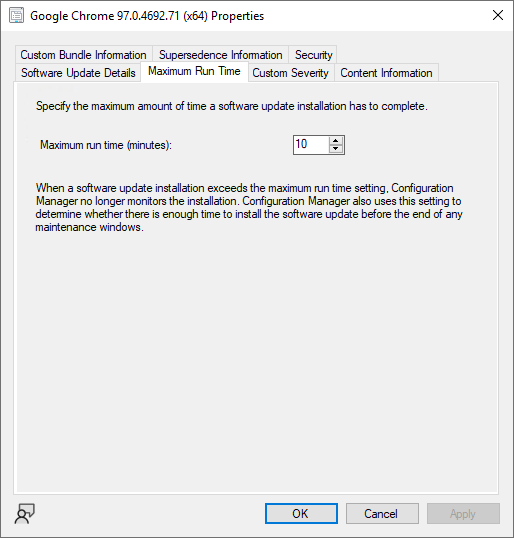 Google Chrome 97.0.4692.71 (x64) Properties
Custom Bundle Information Supersedence Information Security
Software Update Details Maximum Run Time Custom Severity Content Information
Specify the maximum amount of time a software update installation has to complete.
Maximum run time (minutes): 10
When a software update installation exceeds the maximum run time setting, Configuration
Manager no longer monitors the installation. Configuration Manager also uses this setting to
determine whether there is enough time to install the software update before the end of any
maintenance windows.
OK Cancel Apply